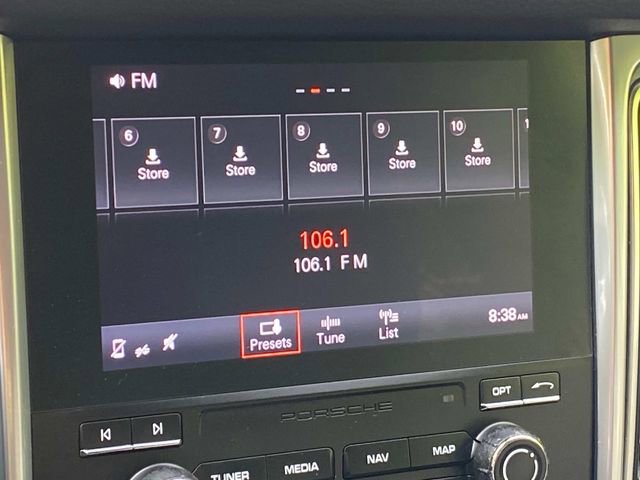 FM
6 7 8 9 10 1
Store Store Store Store Store
106.1
106.1 FM
Presets Tune List 8:38 AM
PORSCHE
OPT
TUNER MEDIA NAV MAP